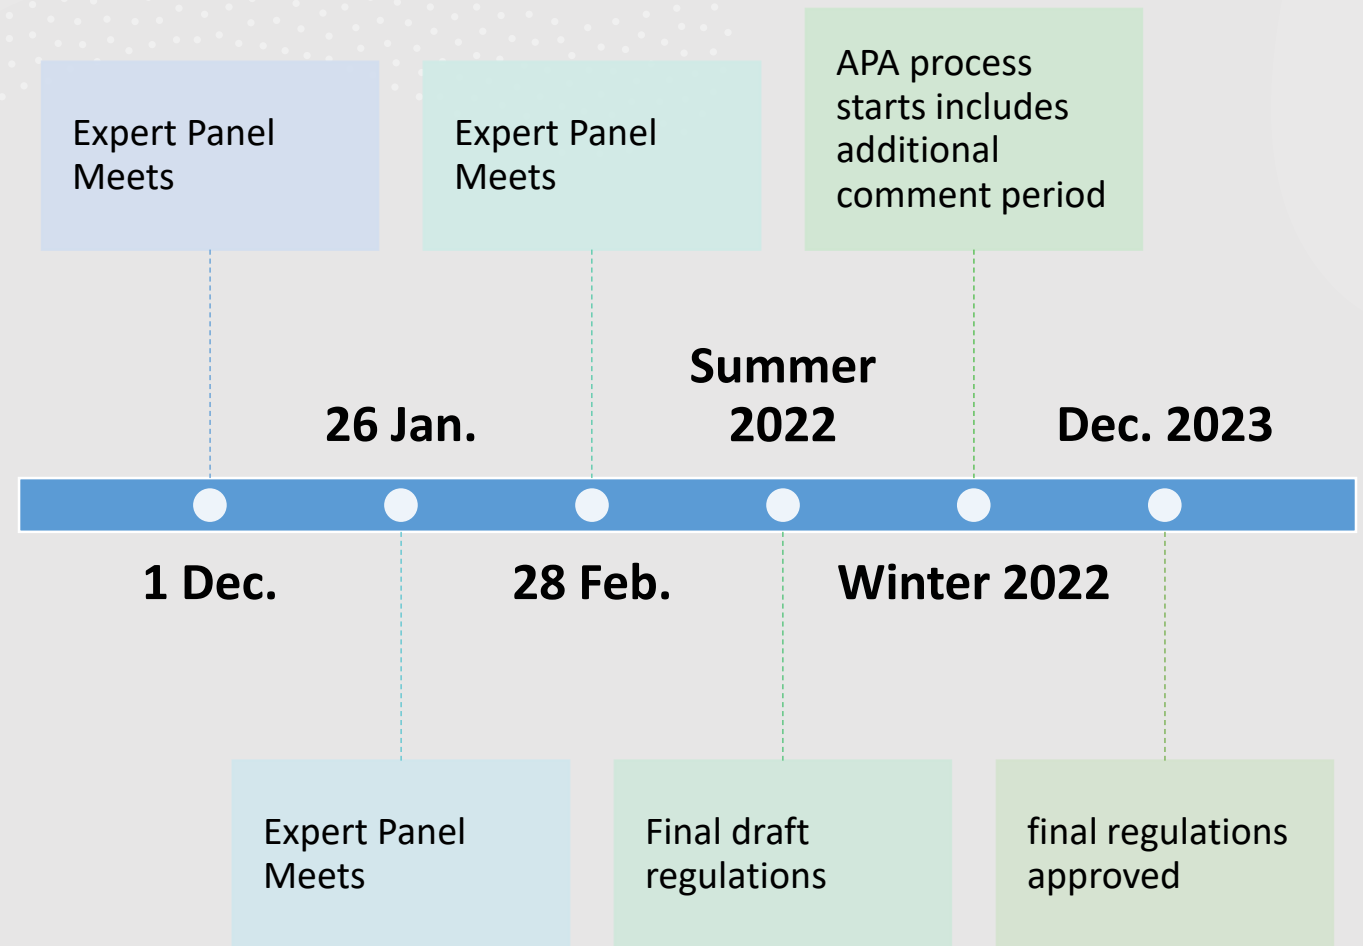 Expert Panel
Meets
Expert Panel
Meets
APA process
starts includes
additional
comment period
26 Jan.
Summer
2022
Dec. 2023
1 Dec.
28 Feb.
Winter 2022
Expert Panel
Meets
Final draft
regulations
final regulations
approved